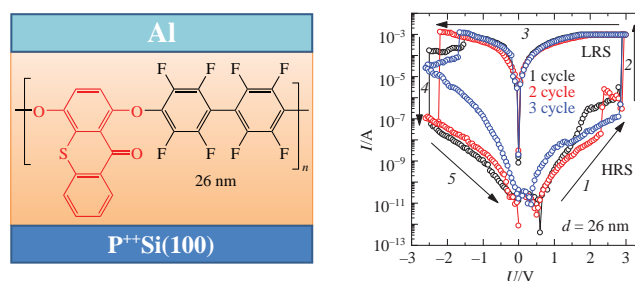 Al
F F F F
O O
n
S O
F F F F
26 nm
P++Si(100)
I/A
10−3
10−5
10−7
10−9
10−11
10−13
3
LRS
2
1 cycle
2 cycle
3 cycle
4
HRS
5
1
d = 26 nm
−3 −2 −1 0 1 2 3
U/V